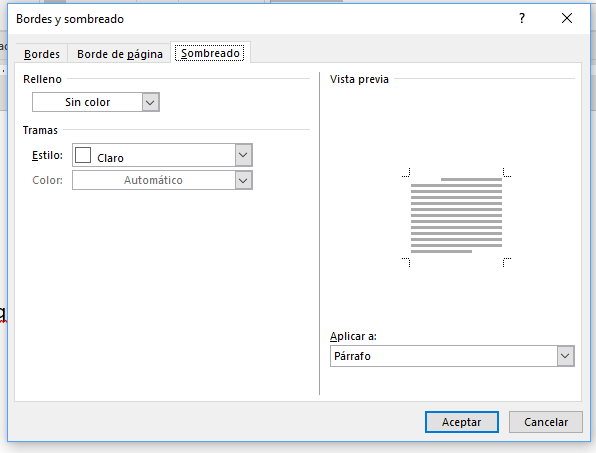 Bordes y sombreado
?
Bordes
Borde de página
Sombreado
Relleno
Sin color
Tramas
Estilo:
Claro
Color:
Automático
Vista previa
Aplicar a:
Párrafo
Aceptar
Cancelar